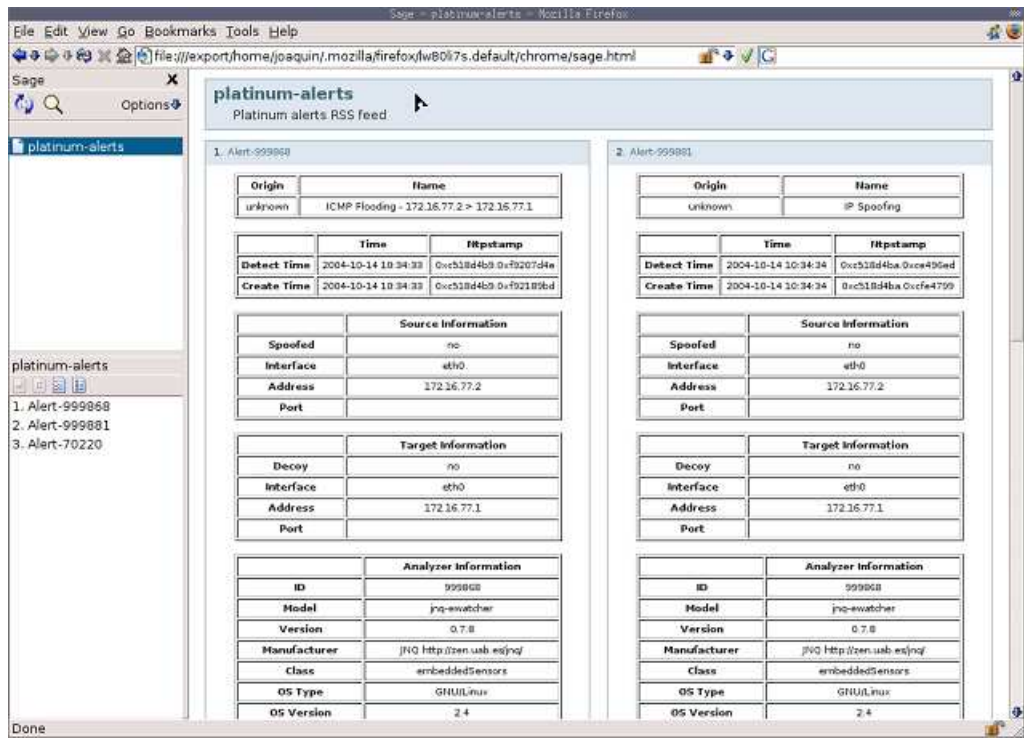 Sage - platinum-alerts - Mozilla Firefox
File Edit View Go Bookmarks Tools Help
file:///export/home/joaquin/.mozilla/firefox/lw80li7s.default/chrome/sage.html
Sage
Options
platinum-alerts
platinum-alerts
1. Alert-999868
2. Alert-999881
3. Alert-70220
platinum-alerts
Platinum alerts RSS feed
1. Alert-999868
Origin Name
unknown ICMP Flooding - 172.16.77.2 > 172.16.77.1
Time Ntpstamp
Detect Time 2004-10-14 10:34:33
Create Time 2004-10-14 10:34:33
Source Information
Spoofed no
Interface eth0
Address 172.16.77.2
Port
Target Information
Decoy no
Interface eth0
Address 172.16.77.1
Port
Analyzer Information
ID 999868
Model jnq-ewatcher
Version 0.7.8
Manufacturer JNQ http://zen.uab.es/jnq/
Class embeddedSensors
OS Type GNU/Linux
OS Version 2.4
2. Alert-999881
Origin Name
unknown IP Spoofing
Time Ntpstamp
Detect Time 2004-10-14 10:34:34
Create Time 2004-10-14 10:34:34
Source Information
Spoofed no
Interface eth0
Address 172.16.77.2
Port
Target Information
Decoy no
Interface eth0
Address 172.16.77.1
Port
Analyzer Information
ID 999868
Model jnq-ewatcher
Version 0.7.8
Manufacturer JNQ http://zen.uab.es/jnq/
Class embeddedSensors
OS Type GNU/Linux
OS Version 2.4
Done